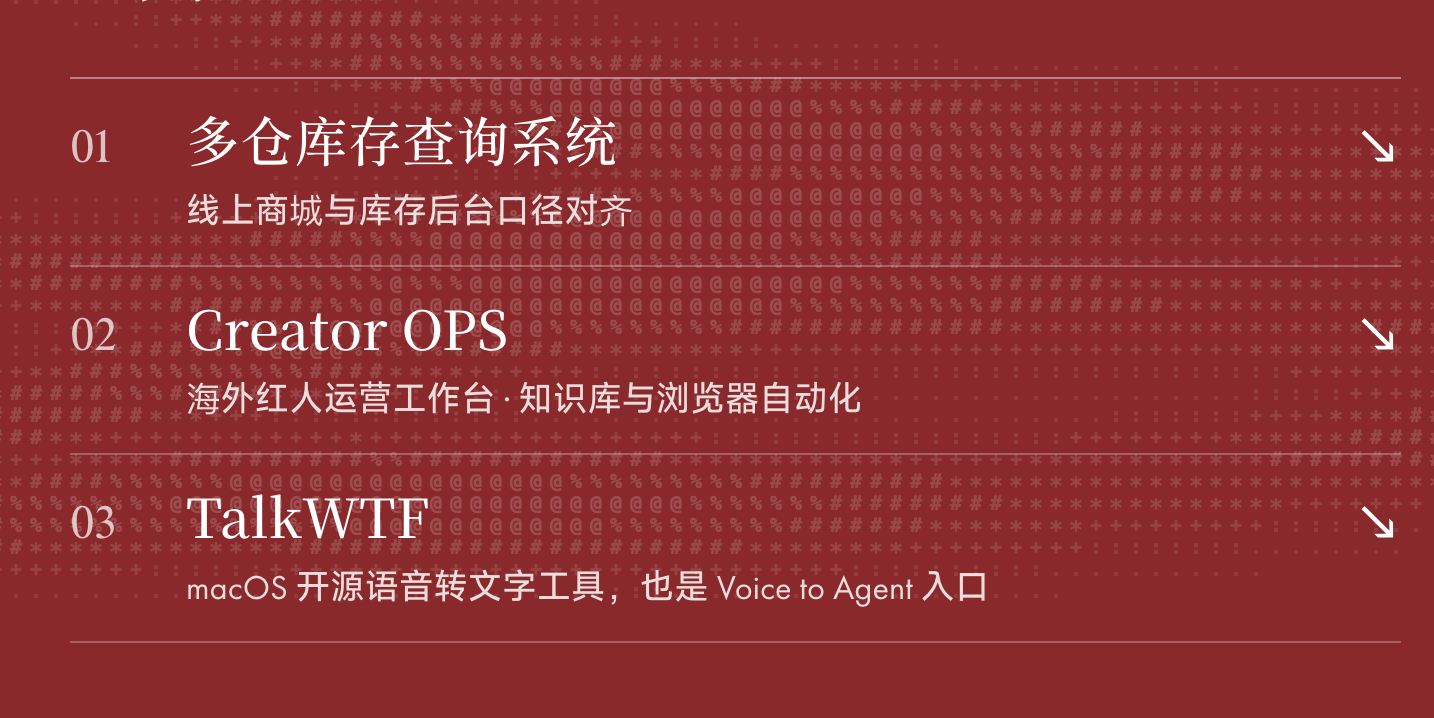 01 多仓库存查询系统 ↘
线上商城与库存后台口径对齐
02 Creator OPS ↘
海外红人运营工作台·知识库与浏览器自动化
03 TalkWTF ↘
macOS 开源语音转文字工具，也是 Voice to Agent 入口